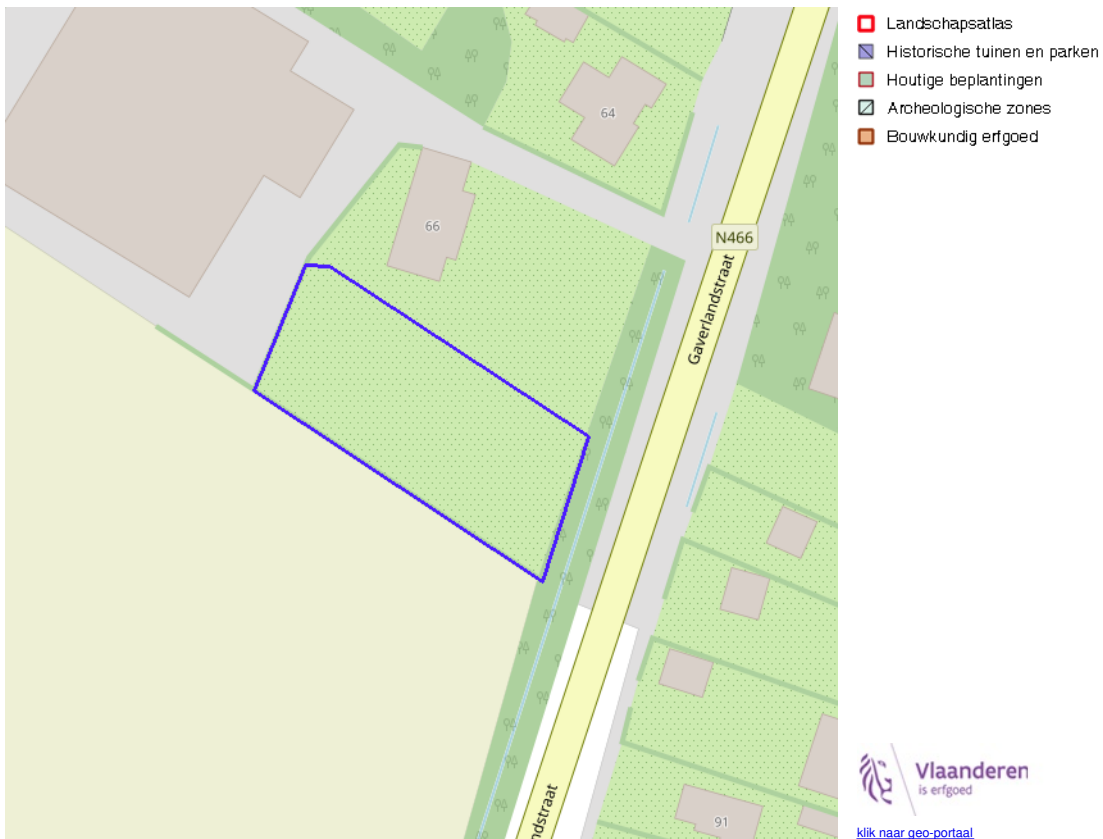 64
66
N466
Gaverlandstraat
ndstraat
91
Landschapsatlas
Historische tuinen en parken
Houtige beplantingen
Archeologische zones
Bouwkundig erfgoed
Vlaanderen
is erfgoed
klik naar geo-portaal